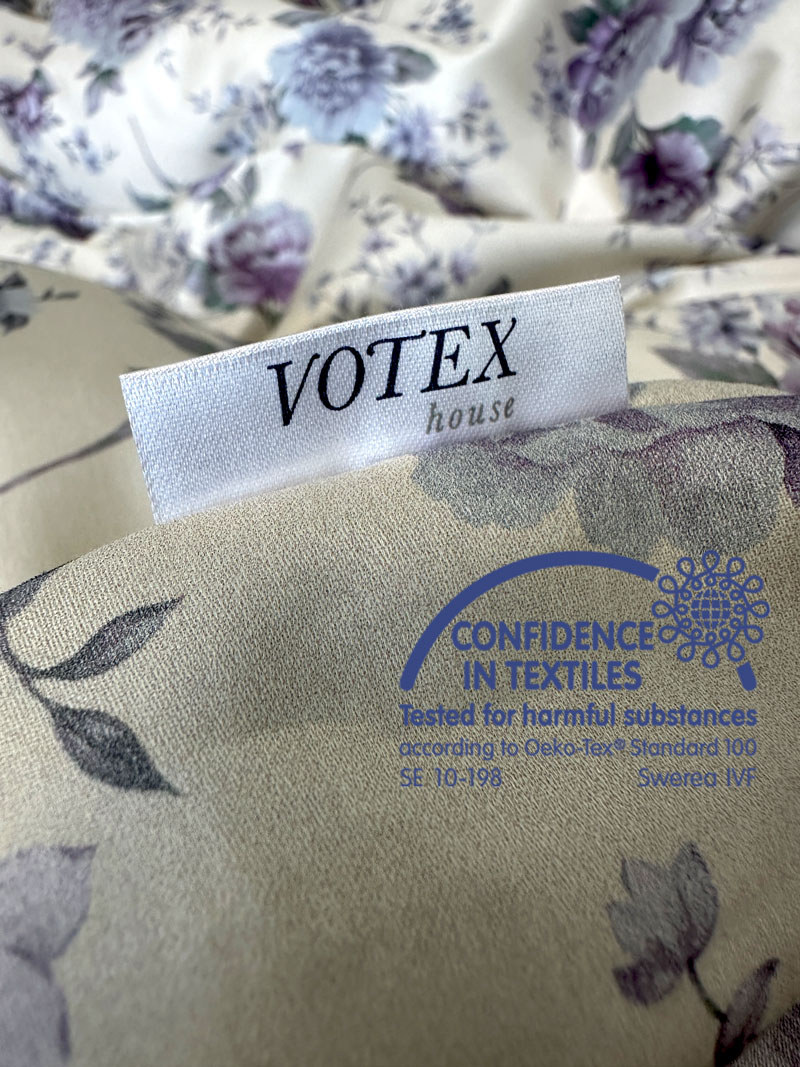 VOTEX
house
CONFIDENCE
IN TEXTILES
Tested for harmful substances
according to Oeko-Tex® Standard 100
SE 10-198 Swerea IVF